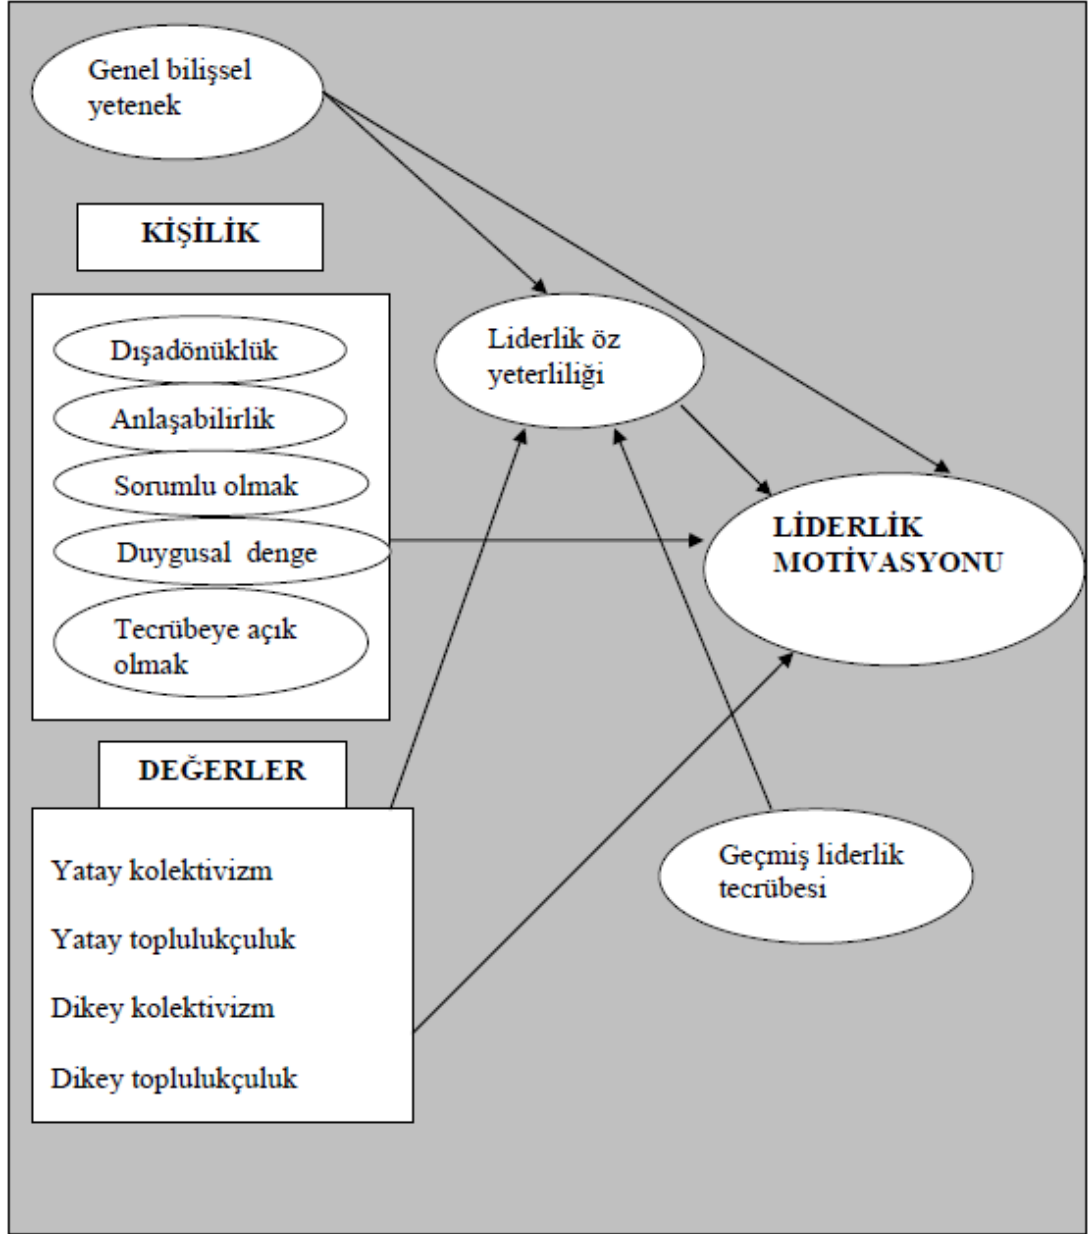 Genel bilişsel
yetenek
KİŞİLİK
Dışadönüklük
Anlaşabilirlik
Sorumlu olmak
Duygusal denge
Tecrübeye açık
olmak
Liderlik öz
yeterliliği
LİDERLİK
MOTİVASYONU
DEĞERLER
Yatay kolektivizm
Yatay toplulukçuluk
Dikey kolektivizm
Dikey toplulukçuluk
Geçmiş liderlik
tecrübesi